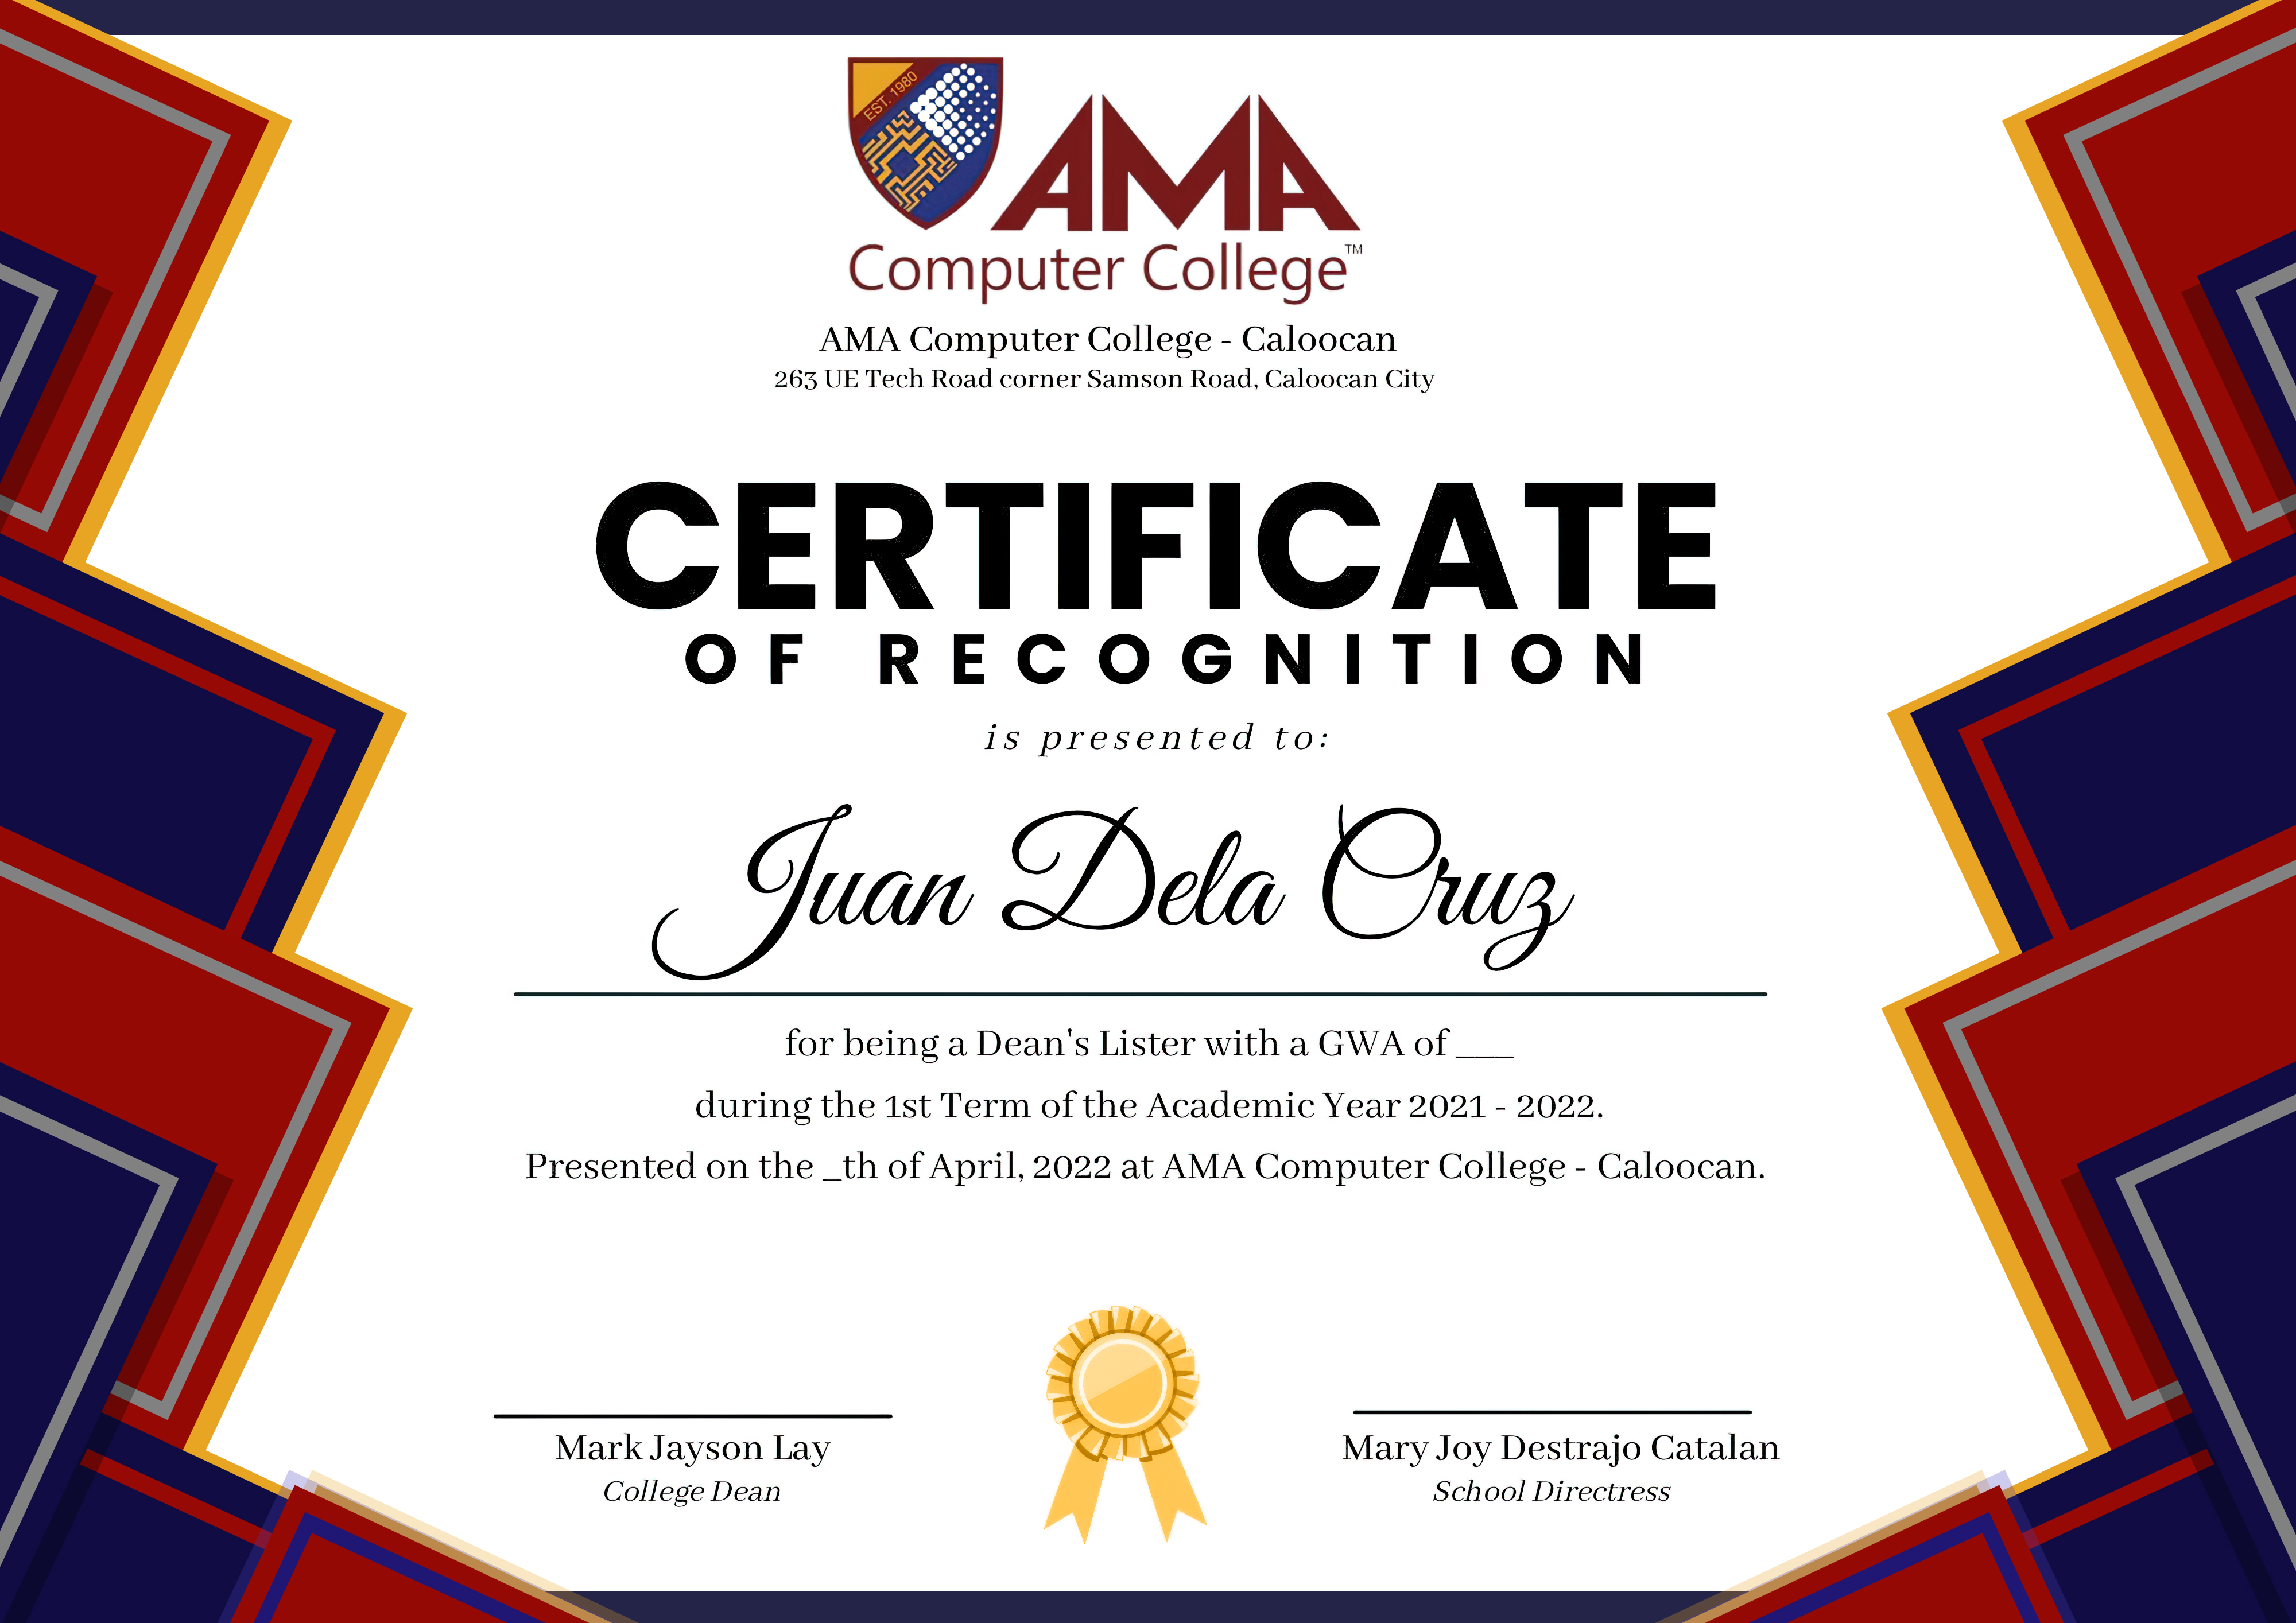 EST. 1980
AMA
Computer College™
AMA Computer College - Caloocan
263 UE Tech Road corner Samson Road, Caloocan City
CERTIFICATE
OF RECOGNITION
is presented to:
Juan Dela Cruz
for being a Dean's Lister with a GWA of ___
during the 1st Term of the Academic Year 2021 - 2022.
Presented on the _th of April, 2022 at AMA Computer College - Caloocan.
Mark Jayson Lay
College Dean
Mary Joy Destrajo Catalan
School Directress